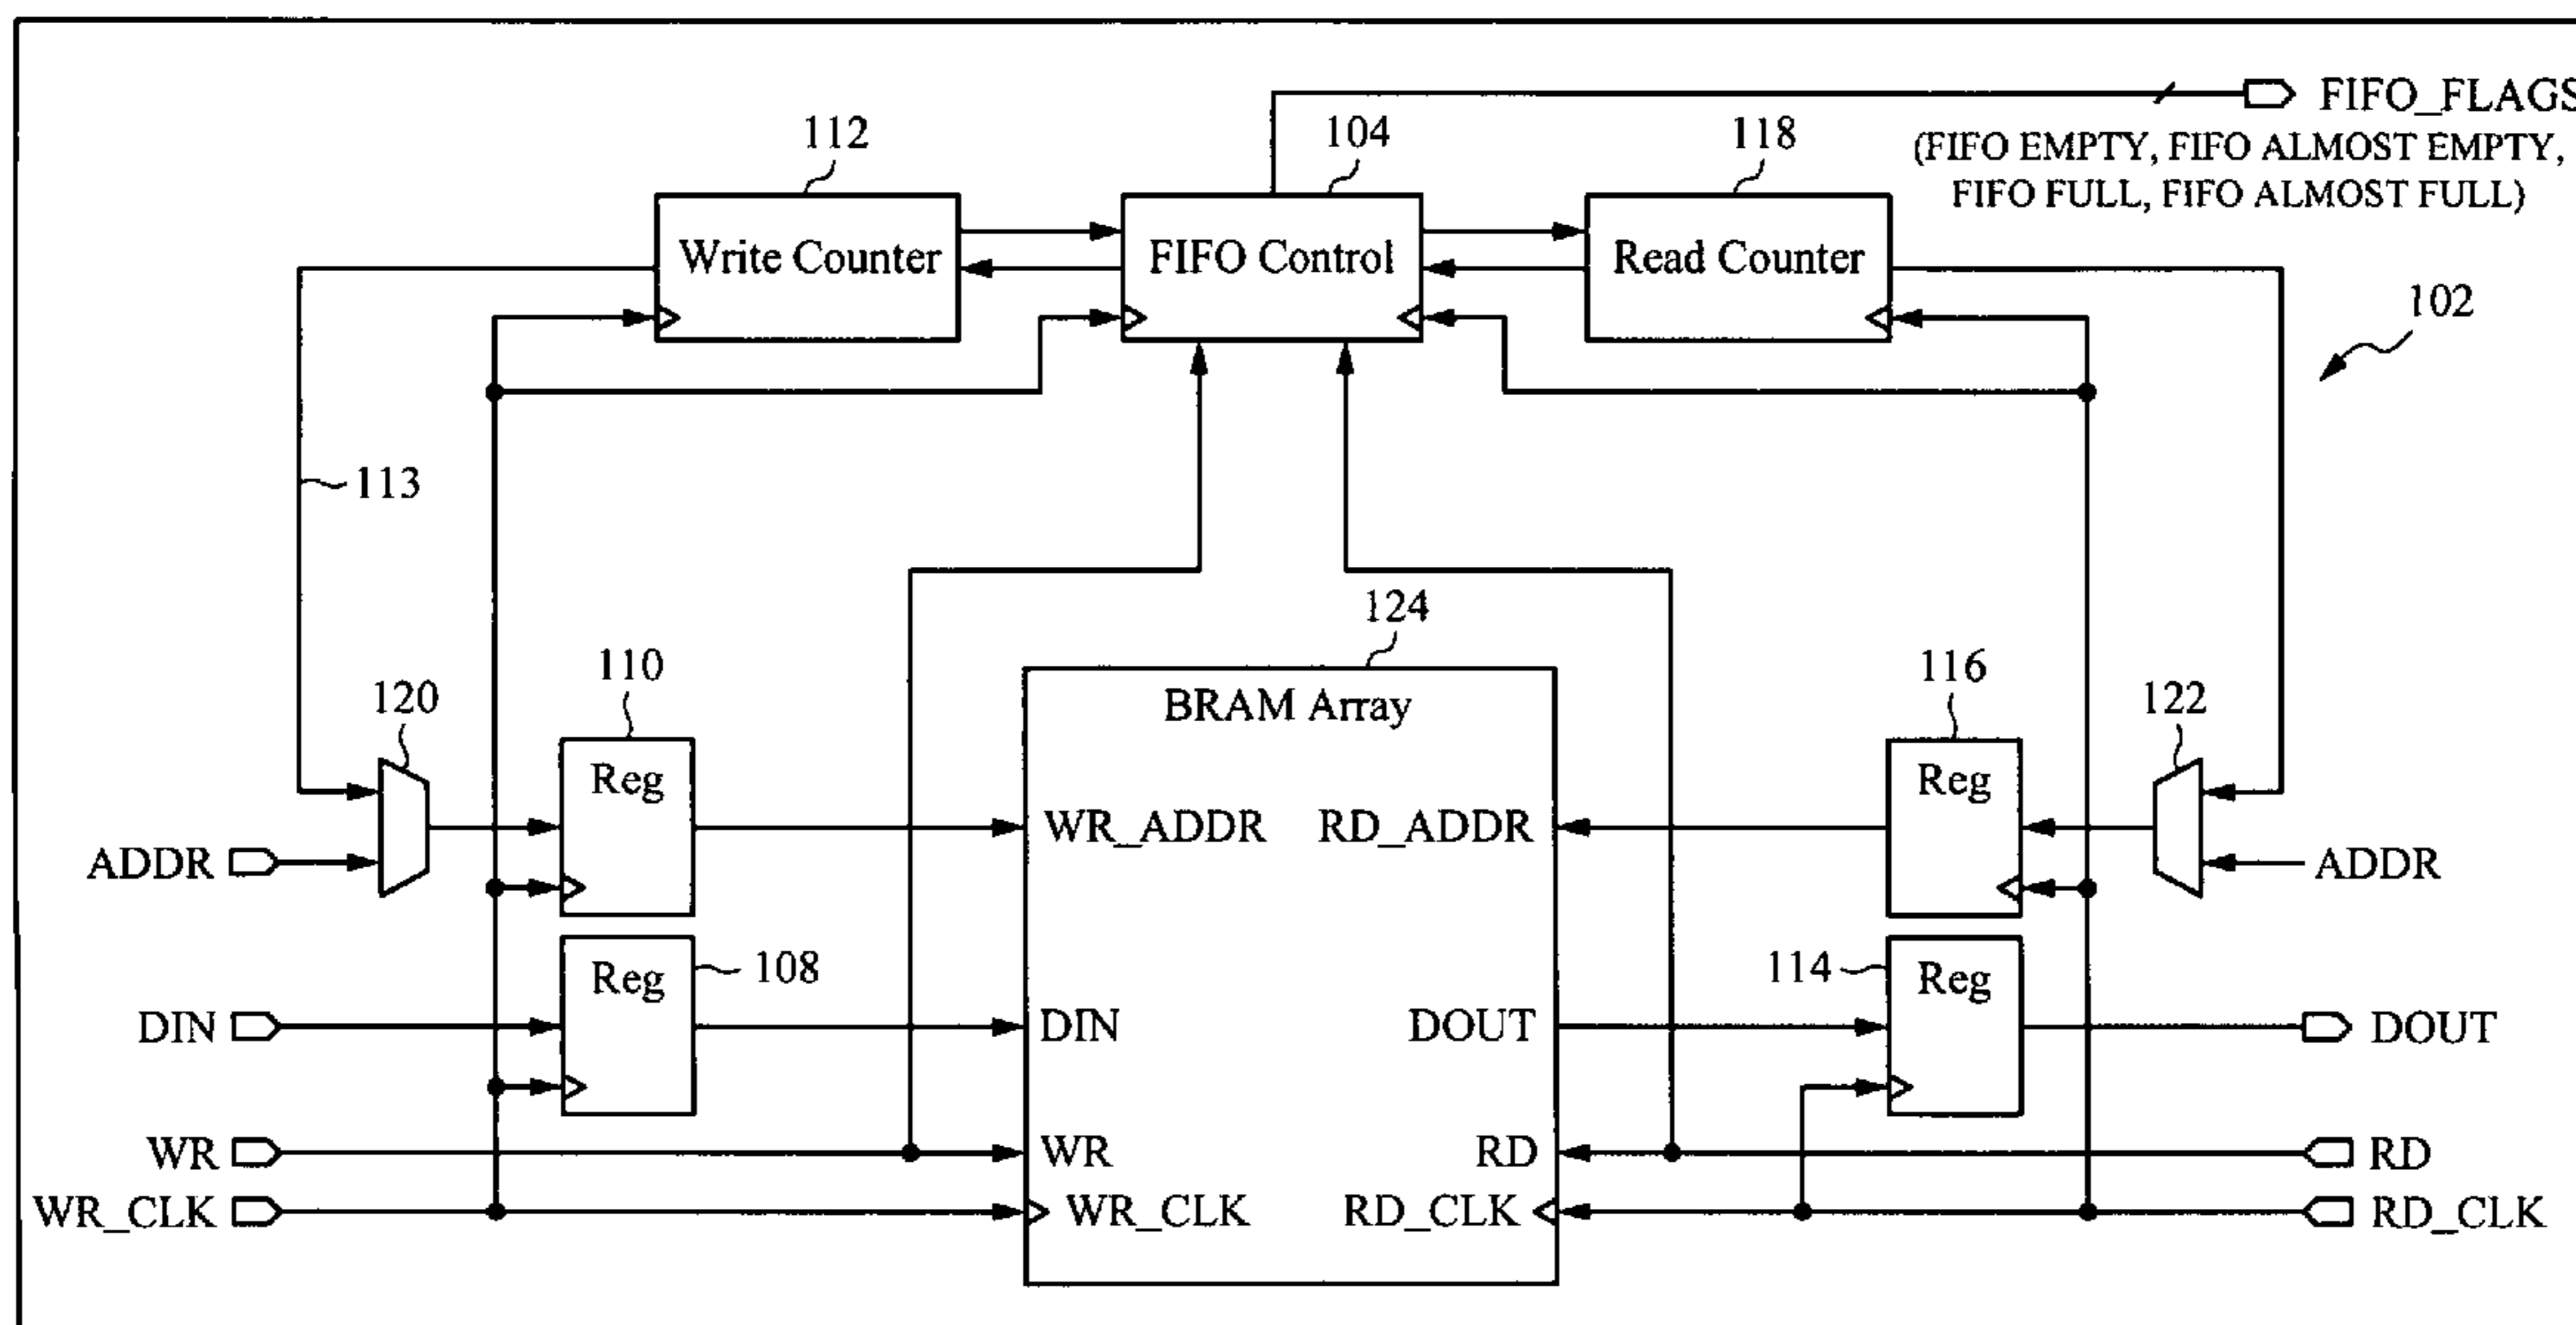 FIFO_FLAGS
(FIFO EMPTY, FIFO ALMOST EMPTY,
FIFO FULL, FIFO ALMOST FULL)
112
104
118
Write Counter
FIFO Control
Read Counter
102
113
124
110
116
120
122
BRAM Array
Reg
Reg
WR_ADDR
RD_ADDR
ADDR
ADDR
Reg
108
114
Reg
DIN
DIN
DOUT
DOUT
WR
WR
RD
RD
WR_CLK
WR_CLK
RD_CLK
RD_CLK